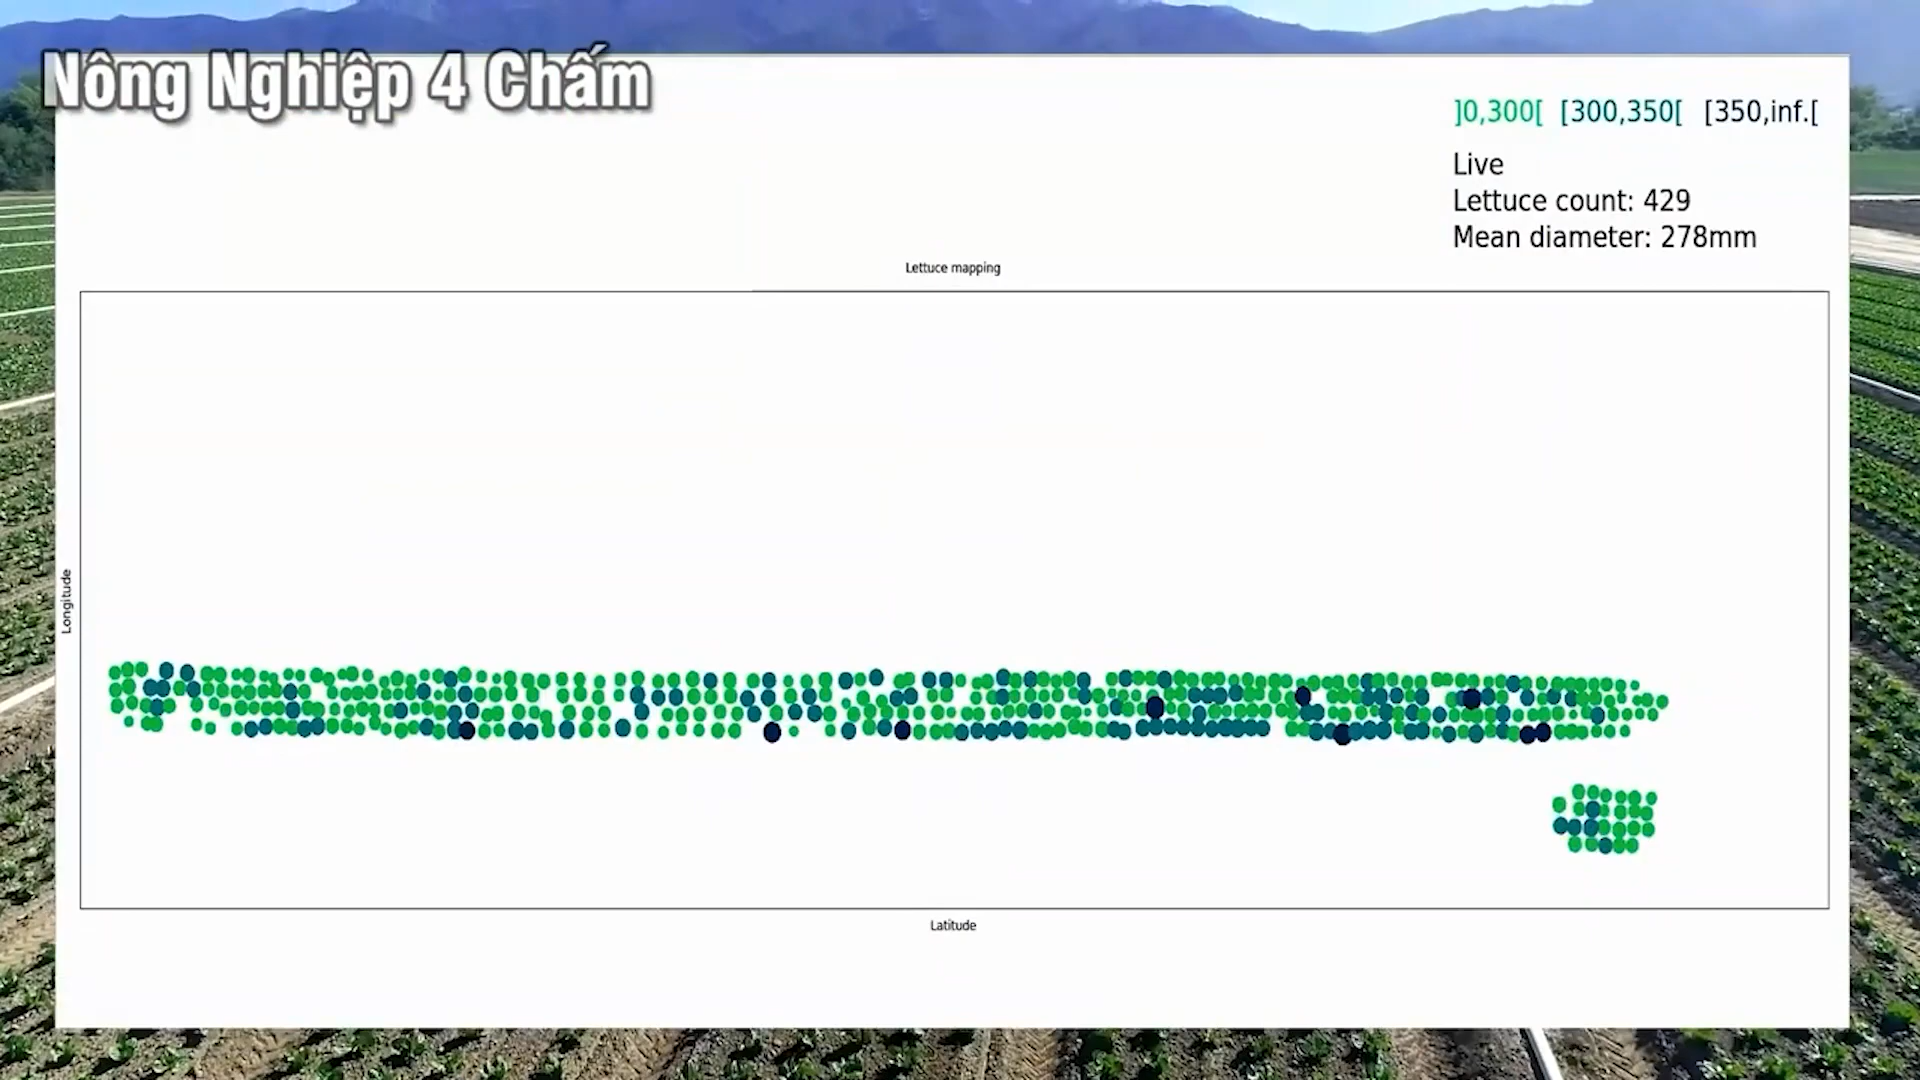 Nông Nghiệp 4 Chấm
]0,300[ [300,350[ [350,inf.[
Live
Lettuce count: 429
Mean diameter: 278mm
Lettuce mapping
Longitude
Latitude